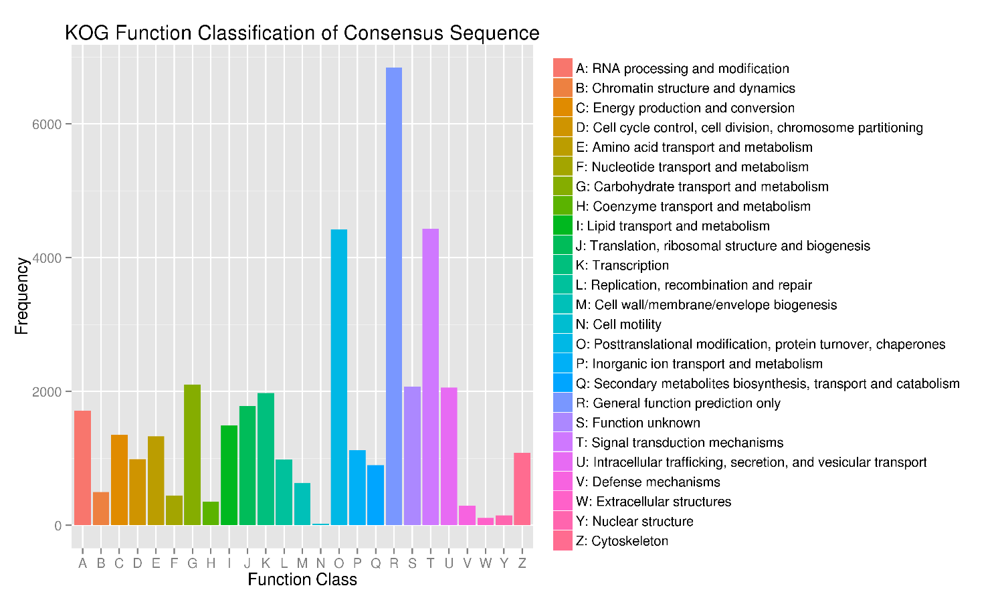 KOG Function Classification of Consensus Sequence
6000
4000
2000
0
Frequency
A B C D E F G H I J K L M N O P Q R S T U V W Y Z
Function Class
A: RNA processing and modification
B: Chromatin structure and dynamics
C: Energy production and conversion
D: Cell cycle control, cell division, chromosome partitioning
E: Amino acid transport and metabolism
F: Nucleotide transport and metabolism
G: Carbohydrate transport and metabolism
H: Coenzyme transport and metabolism
I: Lipid transport and metabolism
J: Translation, ribosomal structure and biogenesis
K: Transcription
L: Replication, recombination and repair
M: Cell wall/membrane/envelope biogenesis
N: Cell motility
O: Posttranslational modification, protein turnover, chaperones
P: Inorganic ion transport and metabolism
Q: Secondary metabolites biosynthesis, transport and catabolism
R: General function prediction only
S: Function unknown
T: Signal transduction mechanisms
U: Intracellular trafficking, secretion, and vesicular transport
V: Defense mechanisms
W: Extracellular structures
Y: Nuclear structure
Z: Cytoskeleton